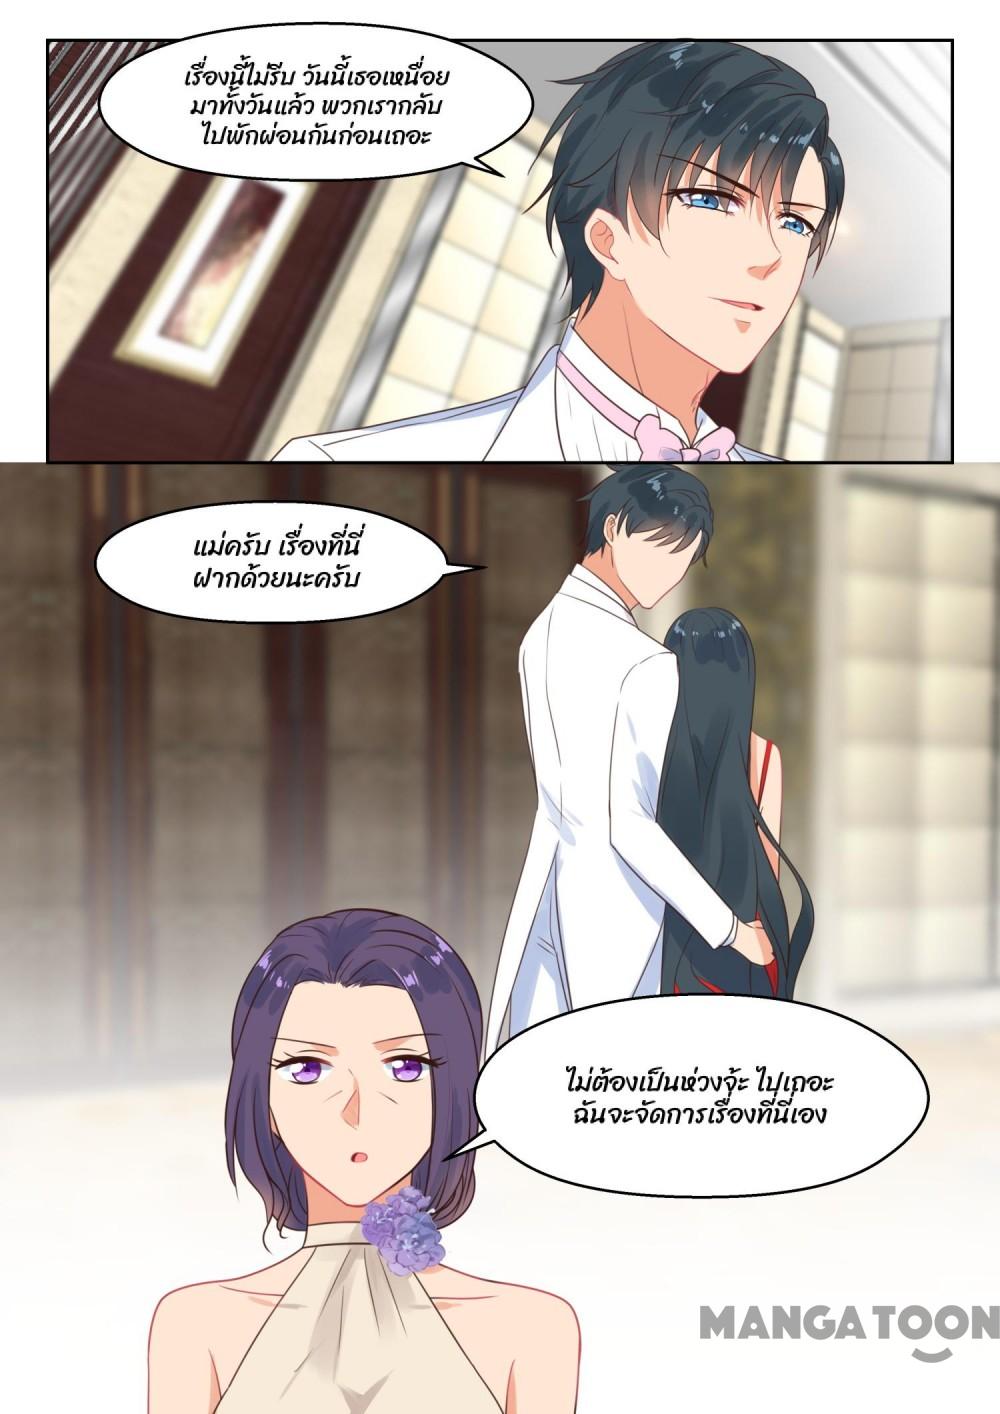 เรื่องนี้ไม่รีบ วันนี้เธอเหนื่อย
มาทั้งวันแล้ว พวกเรากลับ
ไปพักผ่อนกันก่อนเถอะ
แม่ครับ เรื่องที่นี่
ฝากด้วยนะครับ
ไม่ต้องเป็นห่วงจ้ะ ไปเถอะ
ฉันจะจัดการเรื่องที่นี่เอง
MANGATOON